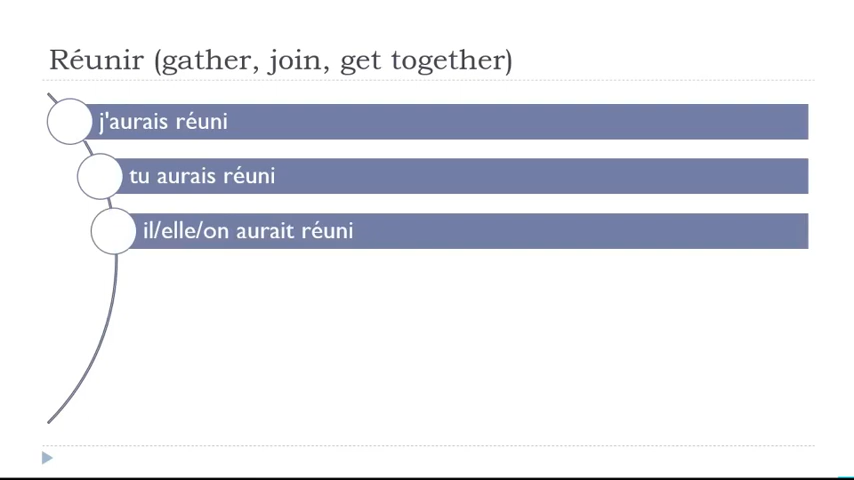 Réunir (gather, join, get together)
j'aurais réuni
tu aurais réuni
il/elle/on aurait réuni